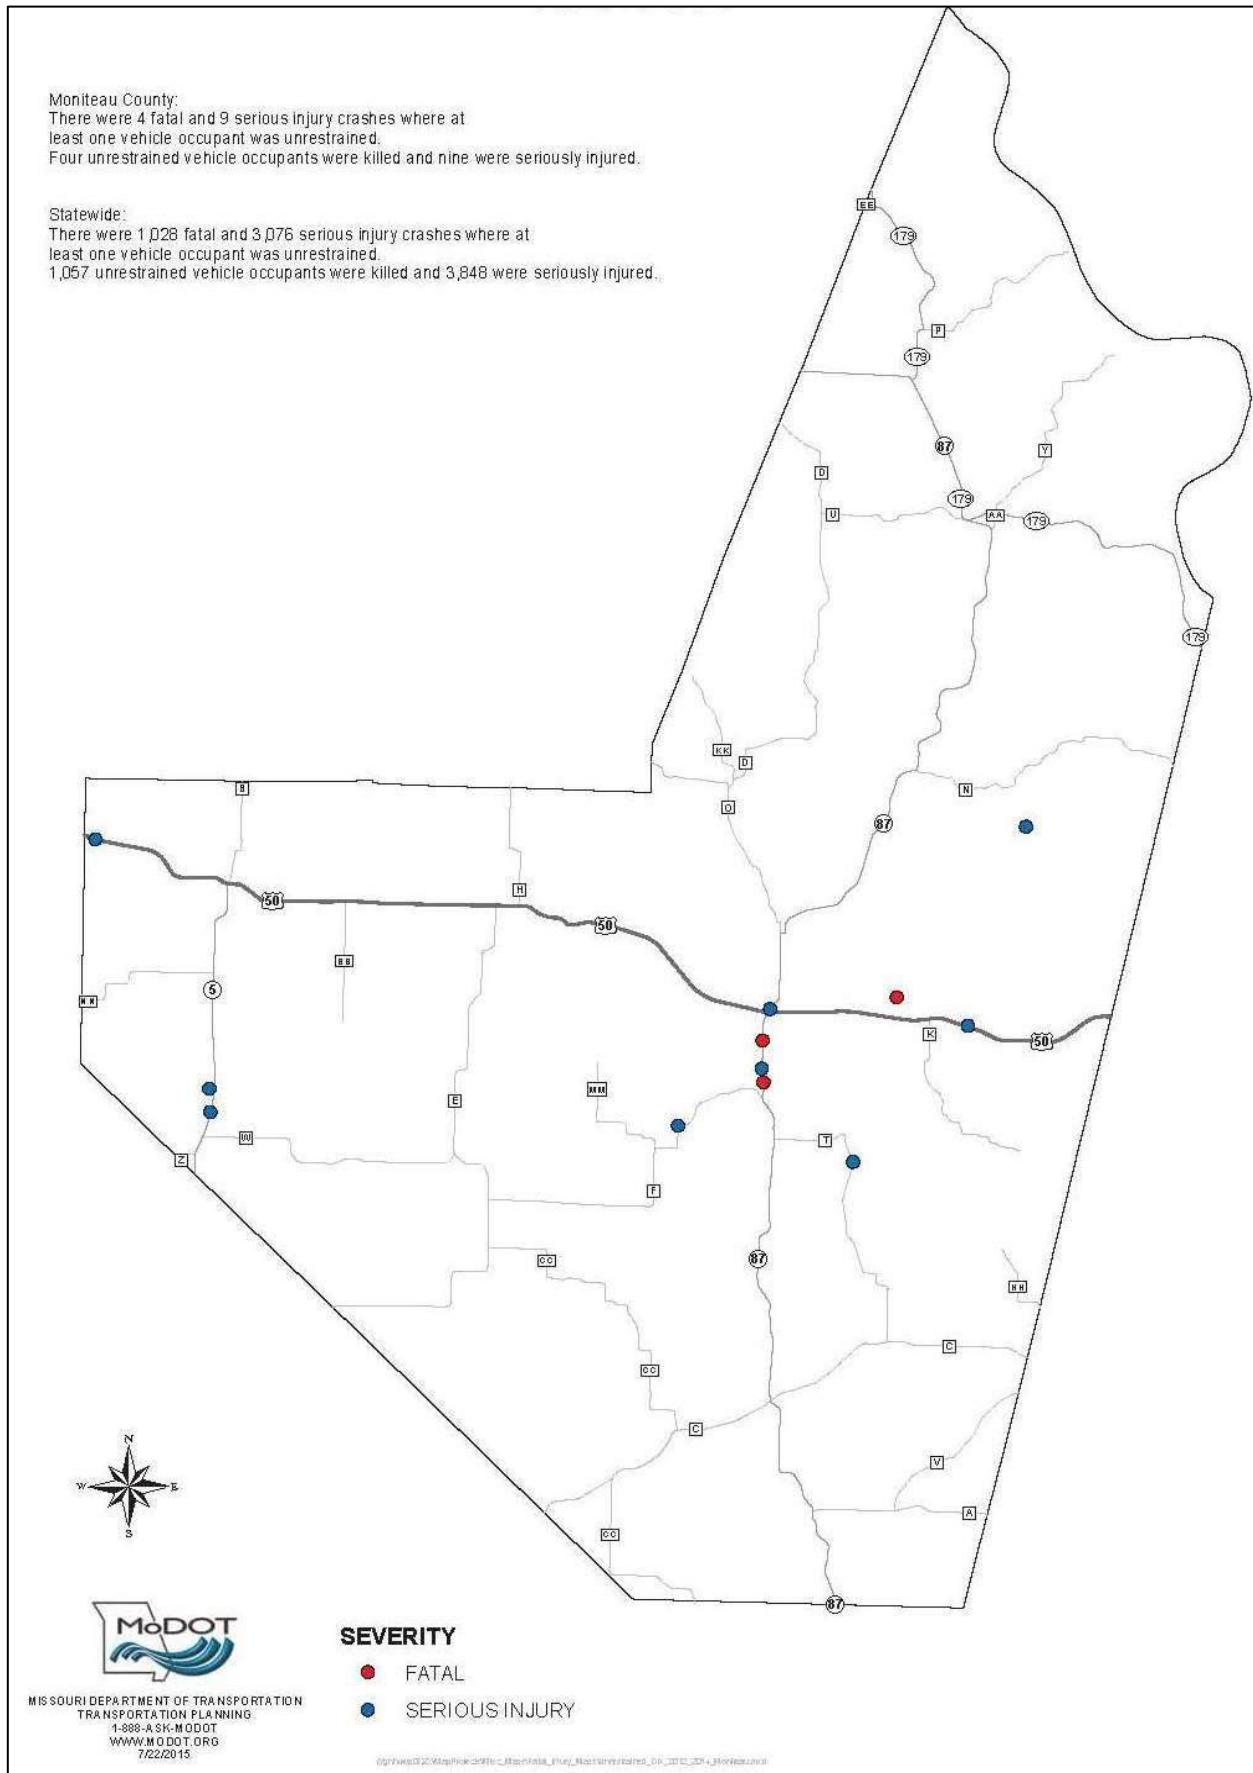 Moniteau County:
There were 4 fatal and 9 serious injury crashes where at
least one vehicle occupant was unrestrained.
Four unrestrained vehicle occupants were killed and nine were seriously injured.
Statewide:
There were 1,028 fatal and 3,076 serious injury crashes where at
least one vehicle occupant was unrestrained.
1,057 unrestrained vehicle occupants were killed and 3,848 were seriously injured.
EE
179
P
179
87
Y
D
179
U
AA
179
179
KK
D
B
N
O
87
H
50
50
BB
5
K
50
MM
E
W
T
Z
F
87
CC
HH
C
CC
C
V
N
W
E
S
A
CC
87
MoDOT
MISSOURI DEPARTMENT OF TRANSPORTATION
TRANSPORTATION PLANNING
1-888-ASK-MODOT
WWW.MODOT.ORG
7/22/2015
SEVERITY
FATAL
SERIOUS INJURY